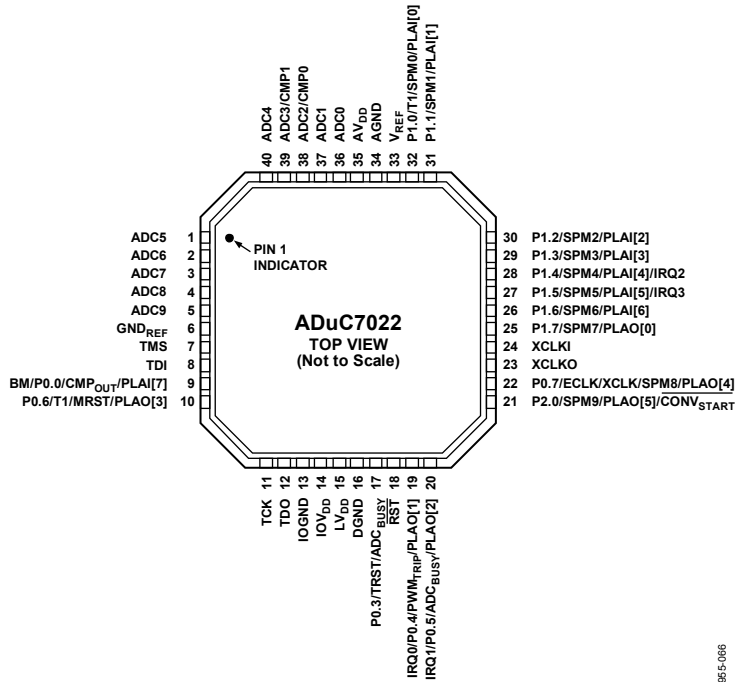 40 ADC4
39 ADC3/CMP1
38 ADC2/CMP0
37 ADC1
36 ADC0
35 AVDD
34 AGND
33 VREF
32 P1.0/T1/SPM0/PLAI[0]
31 P1.1/SPM1/PLAI[1]
ADC5 1
ADC6 2
ADC7 3
ADC8 4
ADC9 5
GNDREF 6
TMS 7
TDI 8
BM/P0.0/CMPOUT/PLAI[7] 9
P0.6/T1/MRST/PLAO[3] 10
PIN 1
INDICATOR
ADuC7022
TOP VIEW
(Not to Scale)
30 P1.2/SPM2/PLAI[2]
29 P1.3/SPM3/PLAI[3]
28 P1.4/SPM4/PLAI[4]/IRQ2
27 P1.5/SPM5/PLAI[5]/IRQ3
26 P1.6/SPM6/PLAI[6]
25 P1.7/SPM7/PLAO[0]
24 XCLKI
23 XCLKO
22 P0.7/ECLK/XCLK/SPM8/PLAO[4]
21 P2.0/SPM9/PLAO[5]/CONVSTART
TCK 11
TDO 12
IOGND 13
IOVDD 14
LVDD 15
DGND 16
P0.3/TRST/ADCBUSY 17
RST 18
IRQ0/P0.4/PWMTRIP/PLAO[1] 19
IRQ1/P0.5/ADCBUSY/PLAO[2] 20
955-066